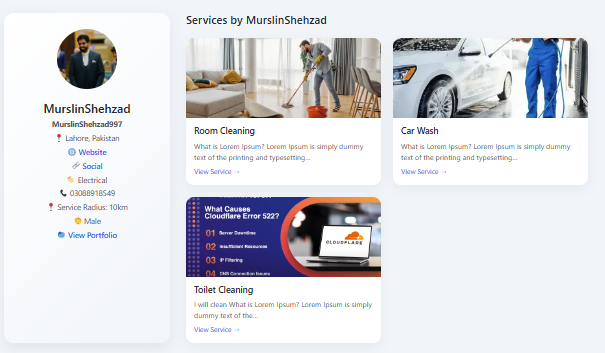 MurslinShehzad
MurslinShehzad997
Lahore, Pakistan
Website
Social
Electrical
03088918549
Service Radius: 10km
Male
View Portfolio
Services by MurslinShehzad
Room Cleaning
What is Lorem Ipsum? Lorem Ipsum is simply dummy
text of the printing and typesetting...
View Service →
Car Wash
What is Lorem Ipsum? Lorem Ipsum is simply dummy
text of the printing and typesetting...
View Service →
What Causes
Cloudflare Error 522?
01 Server Downtime
02 Insufficient Resources
03 IP Filtering
04 DNS Connection Issues
CLOUDFLARE
Toilet Cleaning
I will clean What is Lorem Ipsum? Lorem Ipsum is simply
dummy text of the...
View Service →